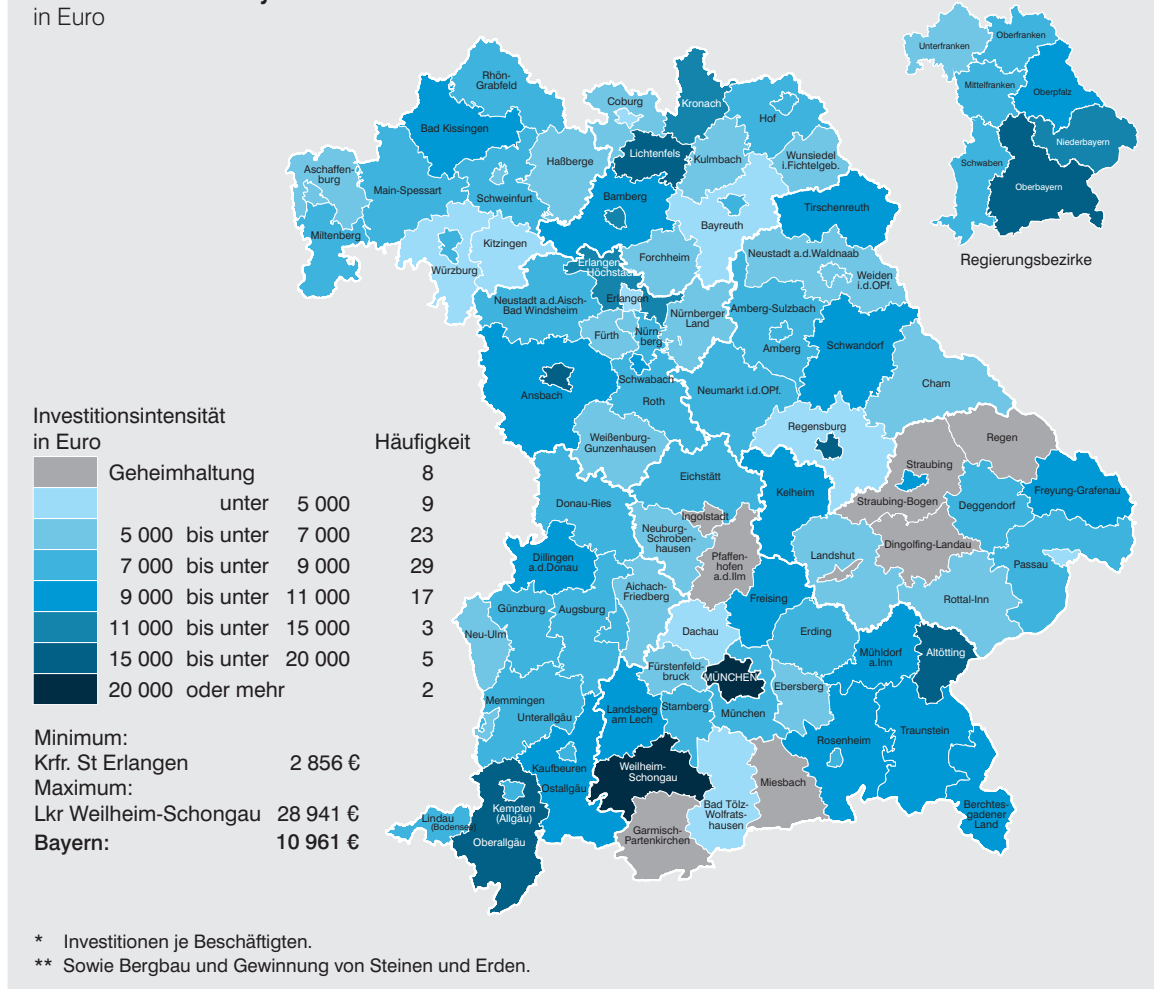 in Euro
Unterfranken
Oberfranken
Mittelfranken
Oberpfalz
Niederbayern
Schwaben
Oberbayern
Regierungsbezirke
Rhön-
Grabfeld
Coburg
Kronach
Hof
Bad Kissingen
Lichtenfels
Kulmbach
Wunsiedel
i.Fichtelgeb.
Haßberge
Aschaffen-
burg
Main-Spessart
Schweinfurt
Bamberg
Tirschenreuth
Bayreuth
Miltenberg
Kitzingen
Würzburg
Forchheim
Neustadt a.d.Waldnaab
Erlangen-
Höchstadt
Weiden
i.d.OPf.
Neustadt a.d.Aisch-
Bad Windsheim
Erlangen
Nürnberger
Land
Amberg-Sulzbach
Fürth
Nürn-
berg
Amberg
Schwandorf
Ansbach
Schwabach
Roth
Neumarkt i.d.OPf.
Cham
Regensburg
Weißenburg-
Gunzenhausen
Regen
Straubing
Eichstätt
Kelheim
Straubing-Bogen
Deggendorf
Freyung-Grafenau
Donau-Ries
Ingolstadt
Neuburg-
Schroben-
hausen
Pfaffen-
hofen
a.d.Ilm
Landshut
Dingolfing-Landau
Passau
Dillingen
a.d.Donau
Aichach-
Friedberg
Freising
Rottal-Inn
Günzburg
Augsburg
Neu-Ulm
Dachau
Erding
Mühldorf
a.Inn
Altötting
Fürstenfeld-
bruck
MÜNCHEN
Ebersberg
Memmingen
Unterallgäu
Landsberg
am Lech
Starnberg
München
Traunstein
Rosenheim
Kaufbeuren
Ostallgäu
Weilheim-
Schongau
Miesbach
Bad Tölz-
Wolfrats-
hausen
Berchtes-
gadener
Land
Kempten
(Allgäu)
Lindau
(Bodensee)
Oberallgäu
Garmisch-
Partenkirchen
Investitionsintensität
in Euro Häufigkeit
Geheimhaltung 8
unter 5 000 9
5 000 bis unter 7 000 23
7 000 bis unter 9 000 29
9 000 bis unter 11 000 17
11 000 bis unter 15 000 3
15 000 bis unter 20 000 5
20 000 oder mehr 2
Minimum:
Krfr. St Erlangen 2 856 €
Maximum:
Lkr Weilheim-Schongau 28 941 €
Bayern: 10 961 €
* Investitionen je Beschäftigten.
** Sowie Bergbau und Gewinnung von Steinen und Erden.